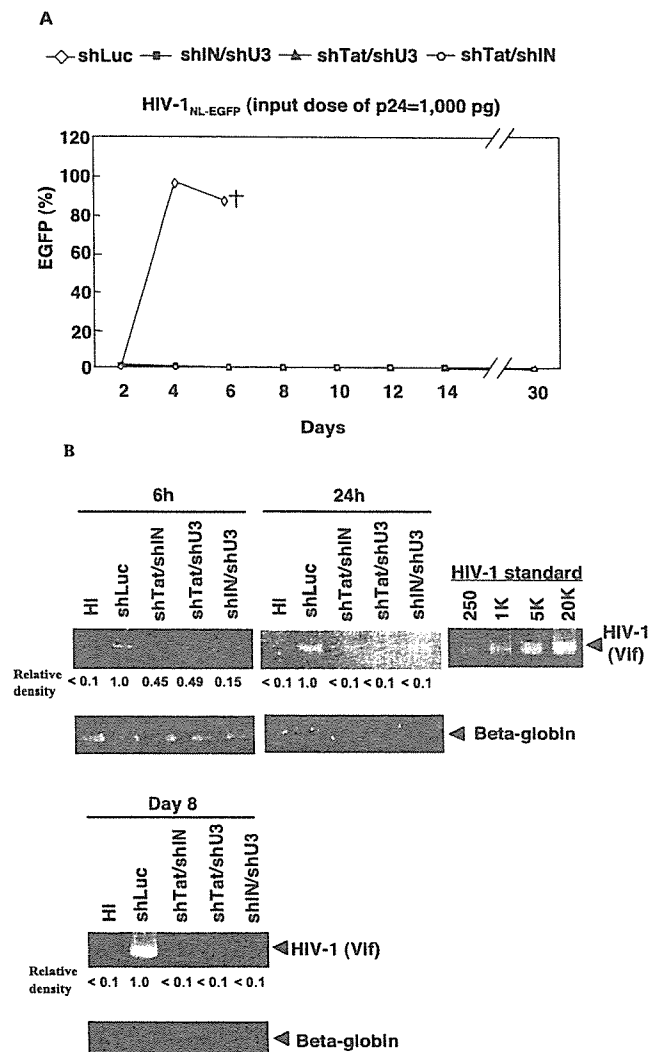 A
shLuc shIN/shU3 shTat/shU3 shTat/shIN
HIV-1NL-EGFP (input dose of p24=1,000 pg)
EGFP (%)
120
100
80
60
40
20
0
2 4 6 8 10 12 14 30
†
Days
B
6h
HI shLuc shTat/shIN shTat/shU3 shIN/shU3
24h
HI shLuc shTat/shIN shTat/shU3 shIN/shU3
HIV-1 standard
250 1K 5K 20K
HIV-1
(Vif)
Relative
density
< 0.1 1.0 0.45 0.49 0.15
< 0.1 1.0 < 0.1 < 0.1 < 0.1
Beta-globin
Day 8
HI shLuc shTat/shIN shTat/shU3 shIN/shU3
HIV-1 (Vif)
Relative
density
< 0.1 1.0 < 0.1 < 0.1 < 0.1
Beta-globin